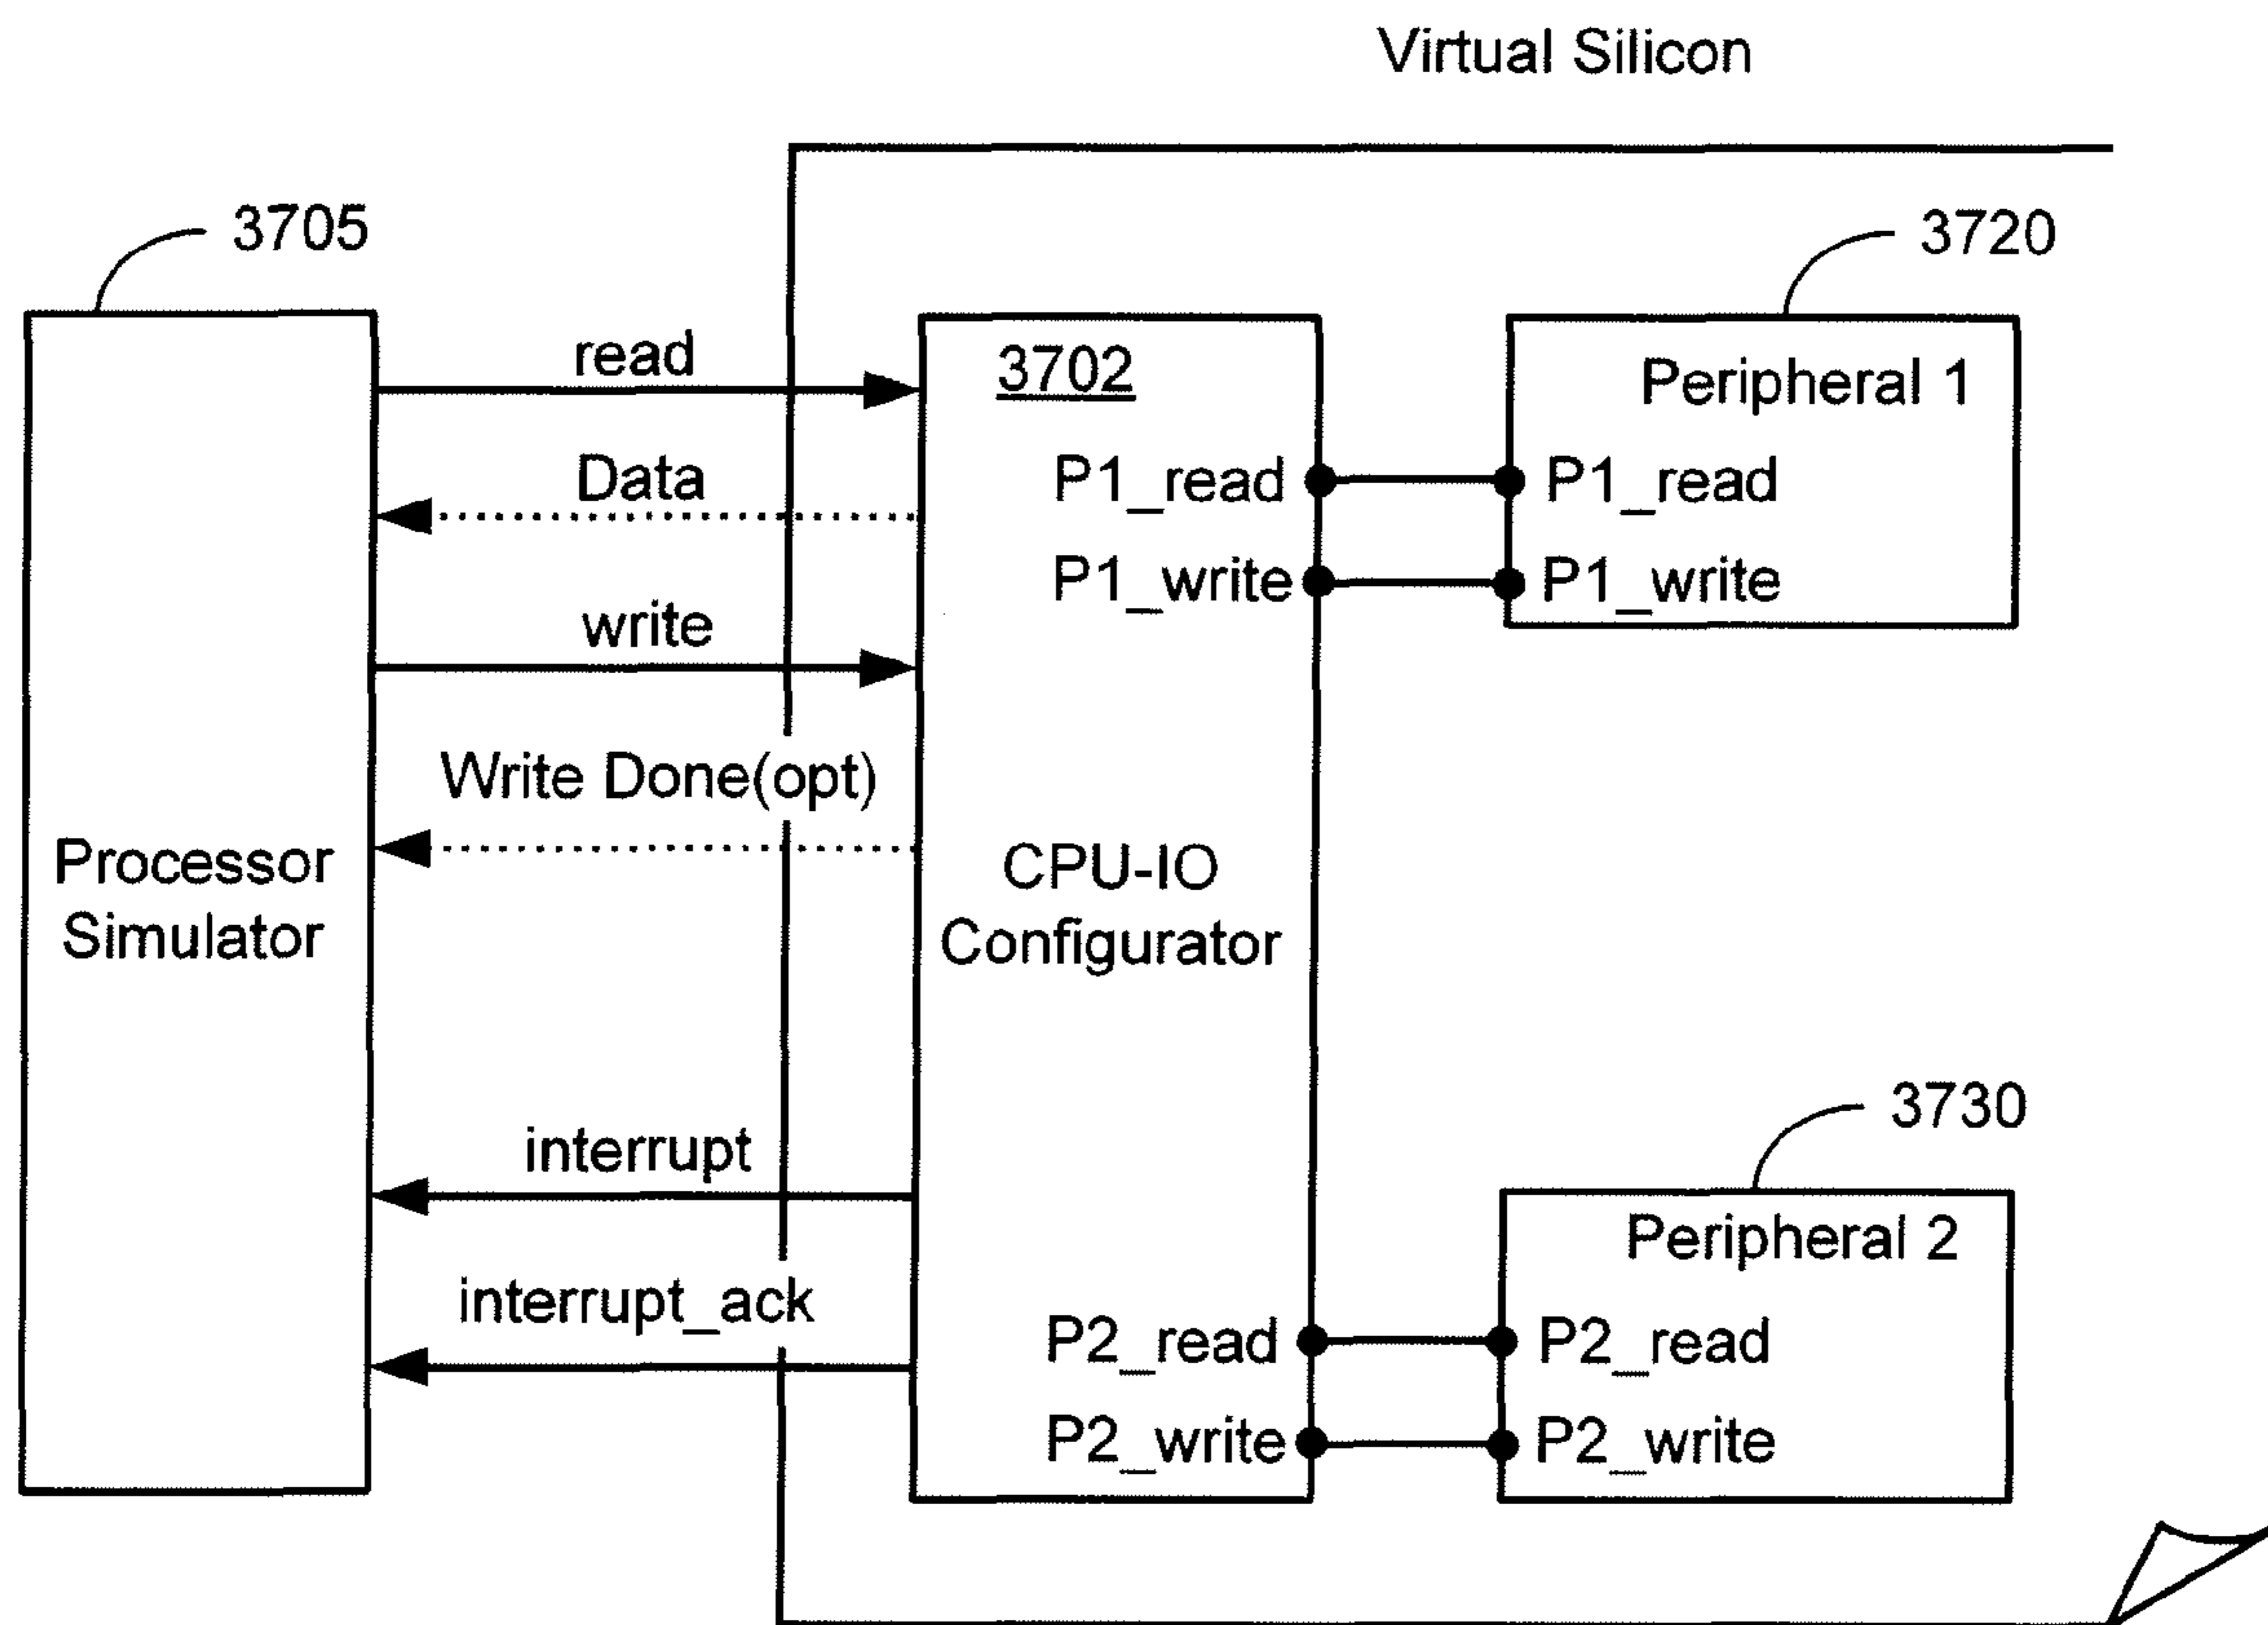 Virtual Silicon
3705
3720
read
3702
Peripheral 1
Data
P1_read
P1_read
P1_write
P1_write
write
Write Done(opt)
Processor
Simulator
CPU-IO
Configurator
3730
interrupt
Peripheral 2
interrupt_ack
P2_read
P2_read
P2_write
P2_write